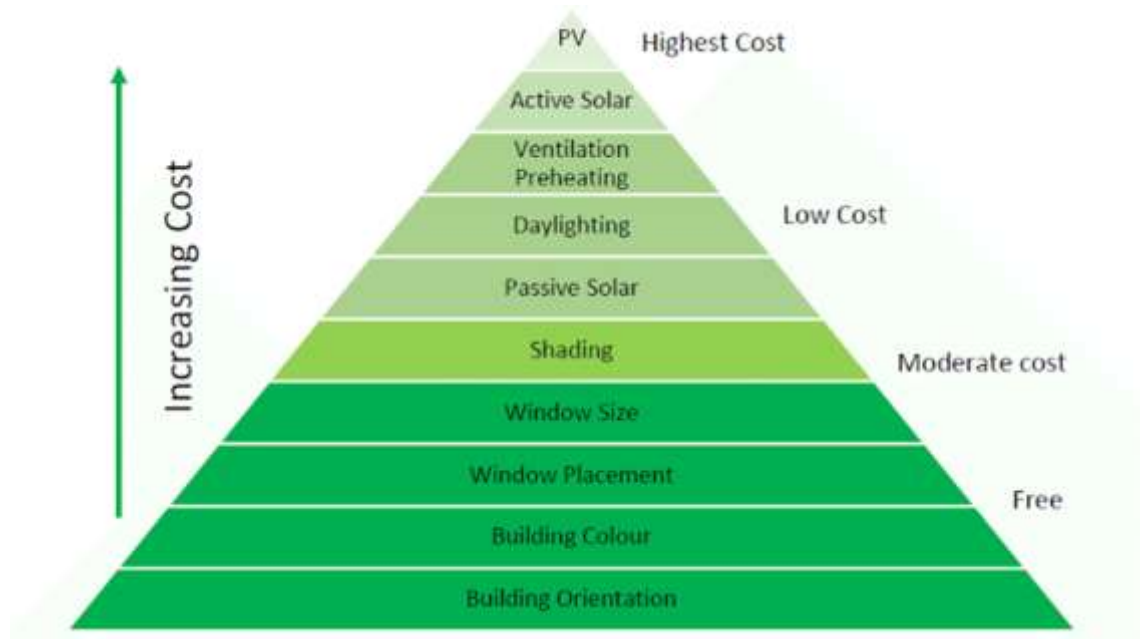 PV
Highest Cost
Active Solar
Ventilation
Preheating
Low Cost
Daylighting
Passive Solar
Shading
Moderate cost
Window Size
Window Placement
Free
Building Colour
Building Orientation
Increasing Cost